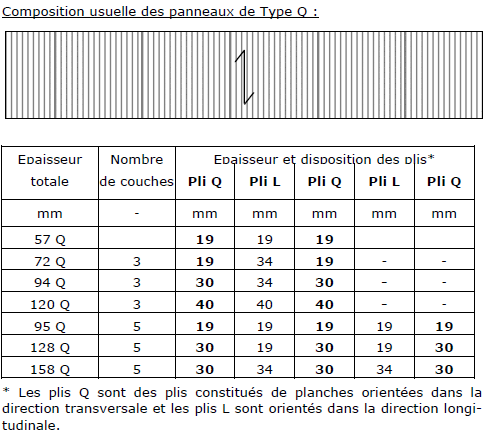 Composition usuelle des panneaux de Type Q :
Epaisseur Nombre Epaisseur et disposition des plis*
totale de couches Pli Q Pli L Pli Q Pli L Pli Q
mm - mm mm mm mm mm
57 Q 19 19 19
72 Q 3 19 34 19 - -
94 Q 3 30 34 30 - -
120 Q 3 40 40 40 - -
95 Q 5 19 19 19 19 19
128 Q 5 30 19 30 19 30
158 Q 5 30 34 30 34 30
* Les plis Q sont des plis constitués de planches orientées dans la
direction transversale et les plis L sont orientés dans la direction longi-
tudinale.